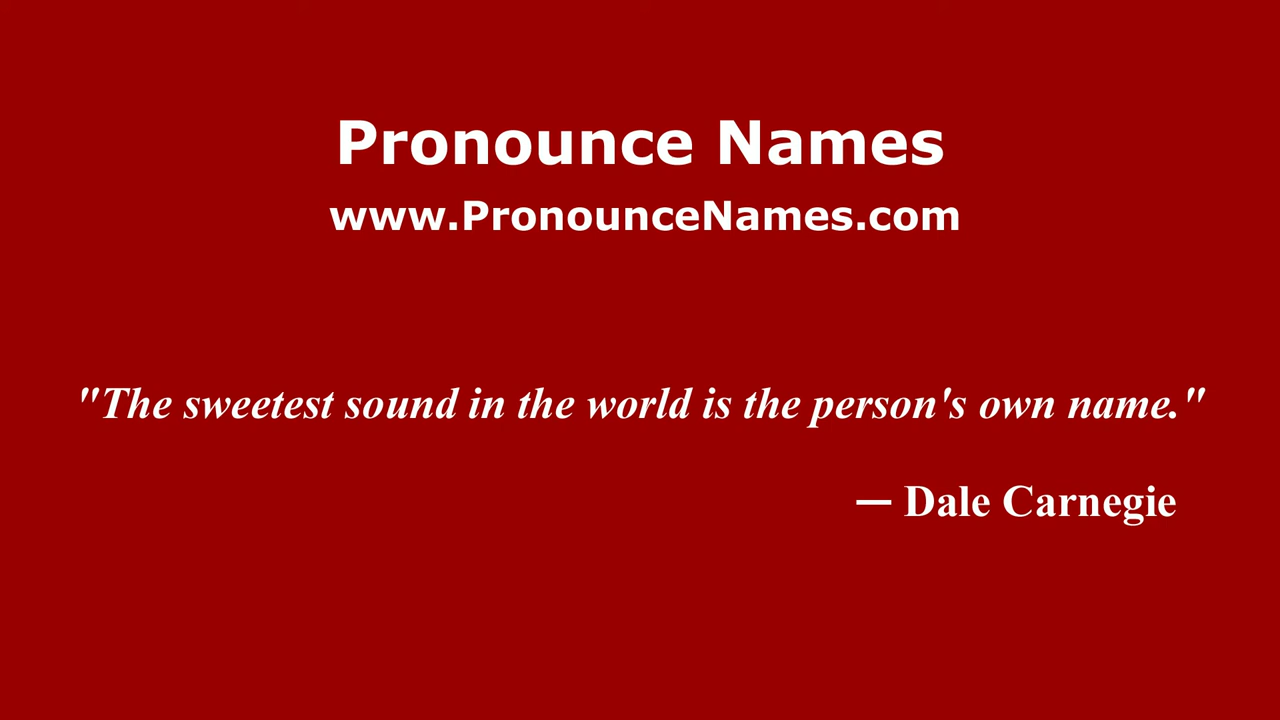 Pronounce Names
www.PronounceNames.com
"The sweetest sound in the world is the person's own name."
— Dale Carnegie